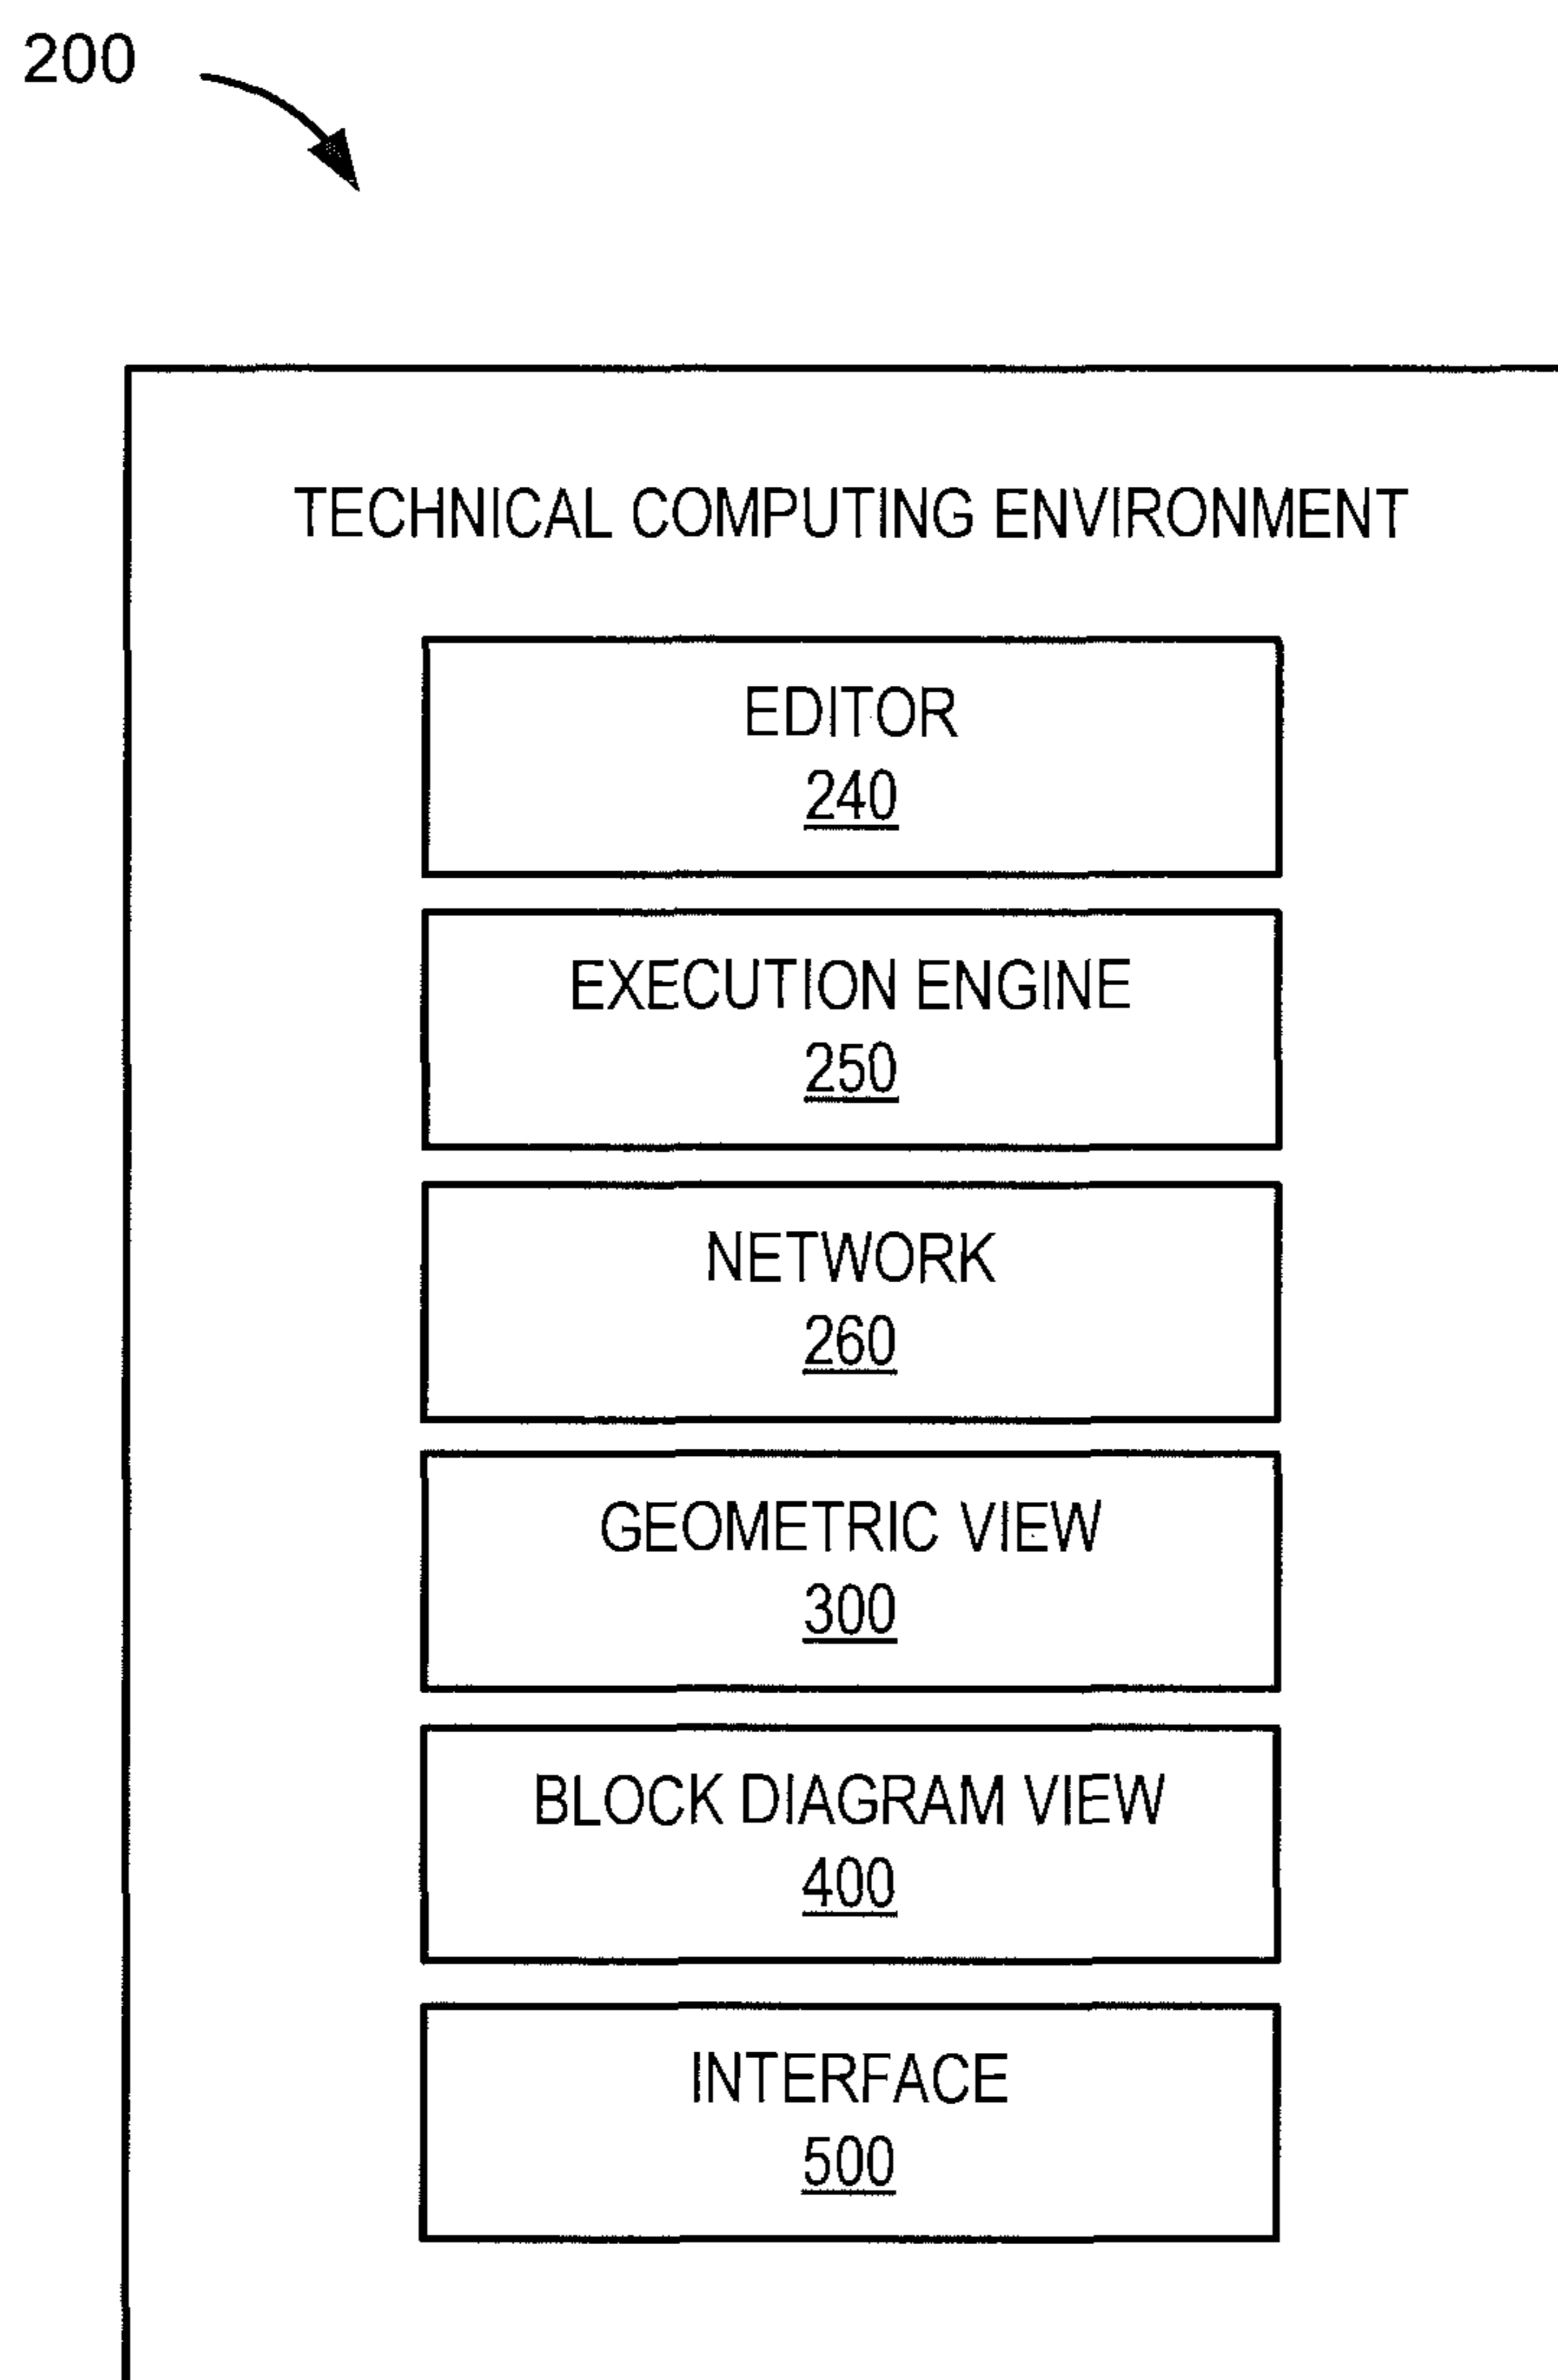 200
TECHNICAL COMPUTING ENVIRONMENT
EDITOR
240
EXECUTION ENGINE
250
NETWORK
260
GEOMETRIC VIEW
300
BLOCK DIAGRAM VIEW
400
INTERFACE
500